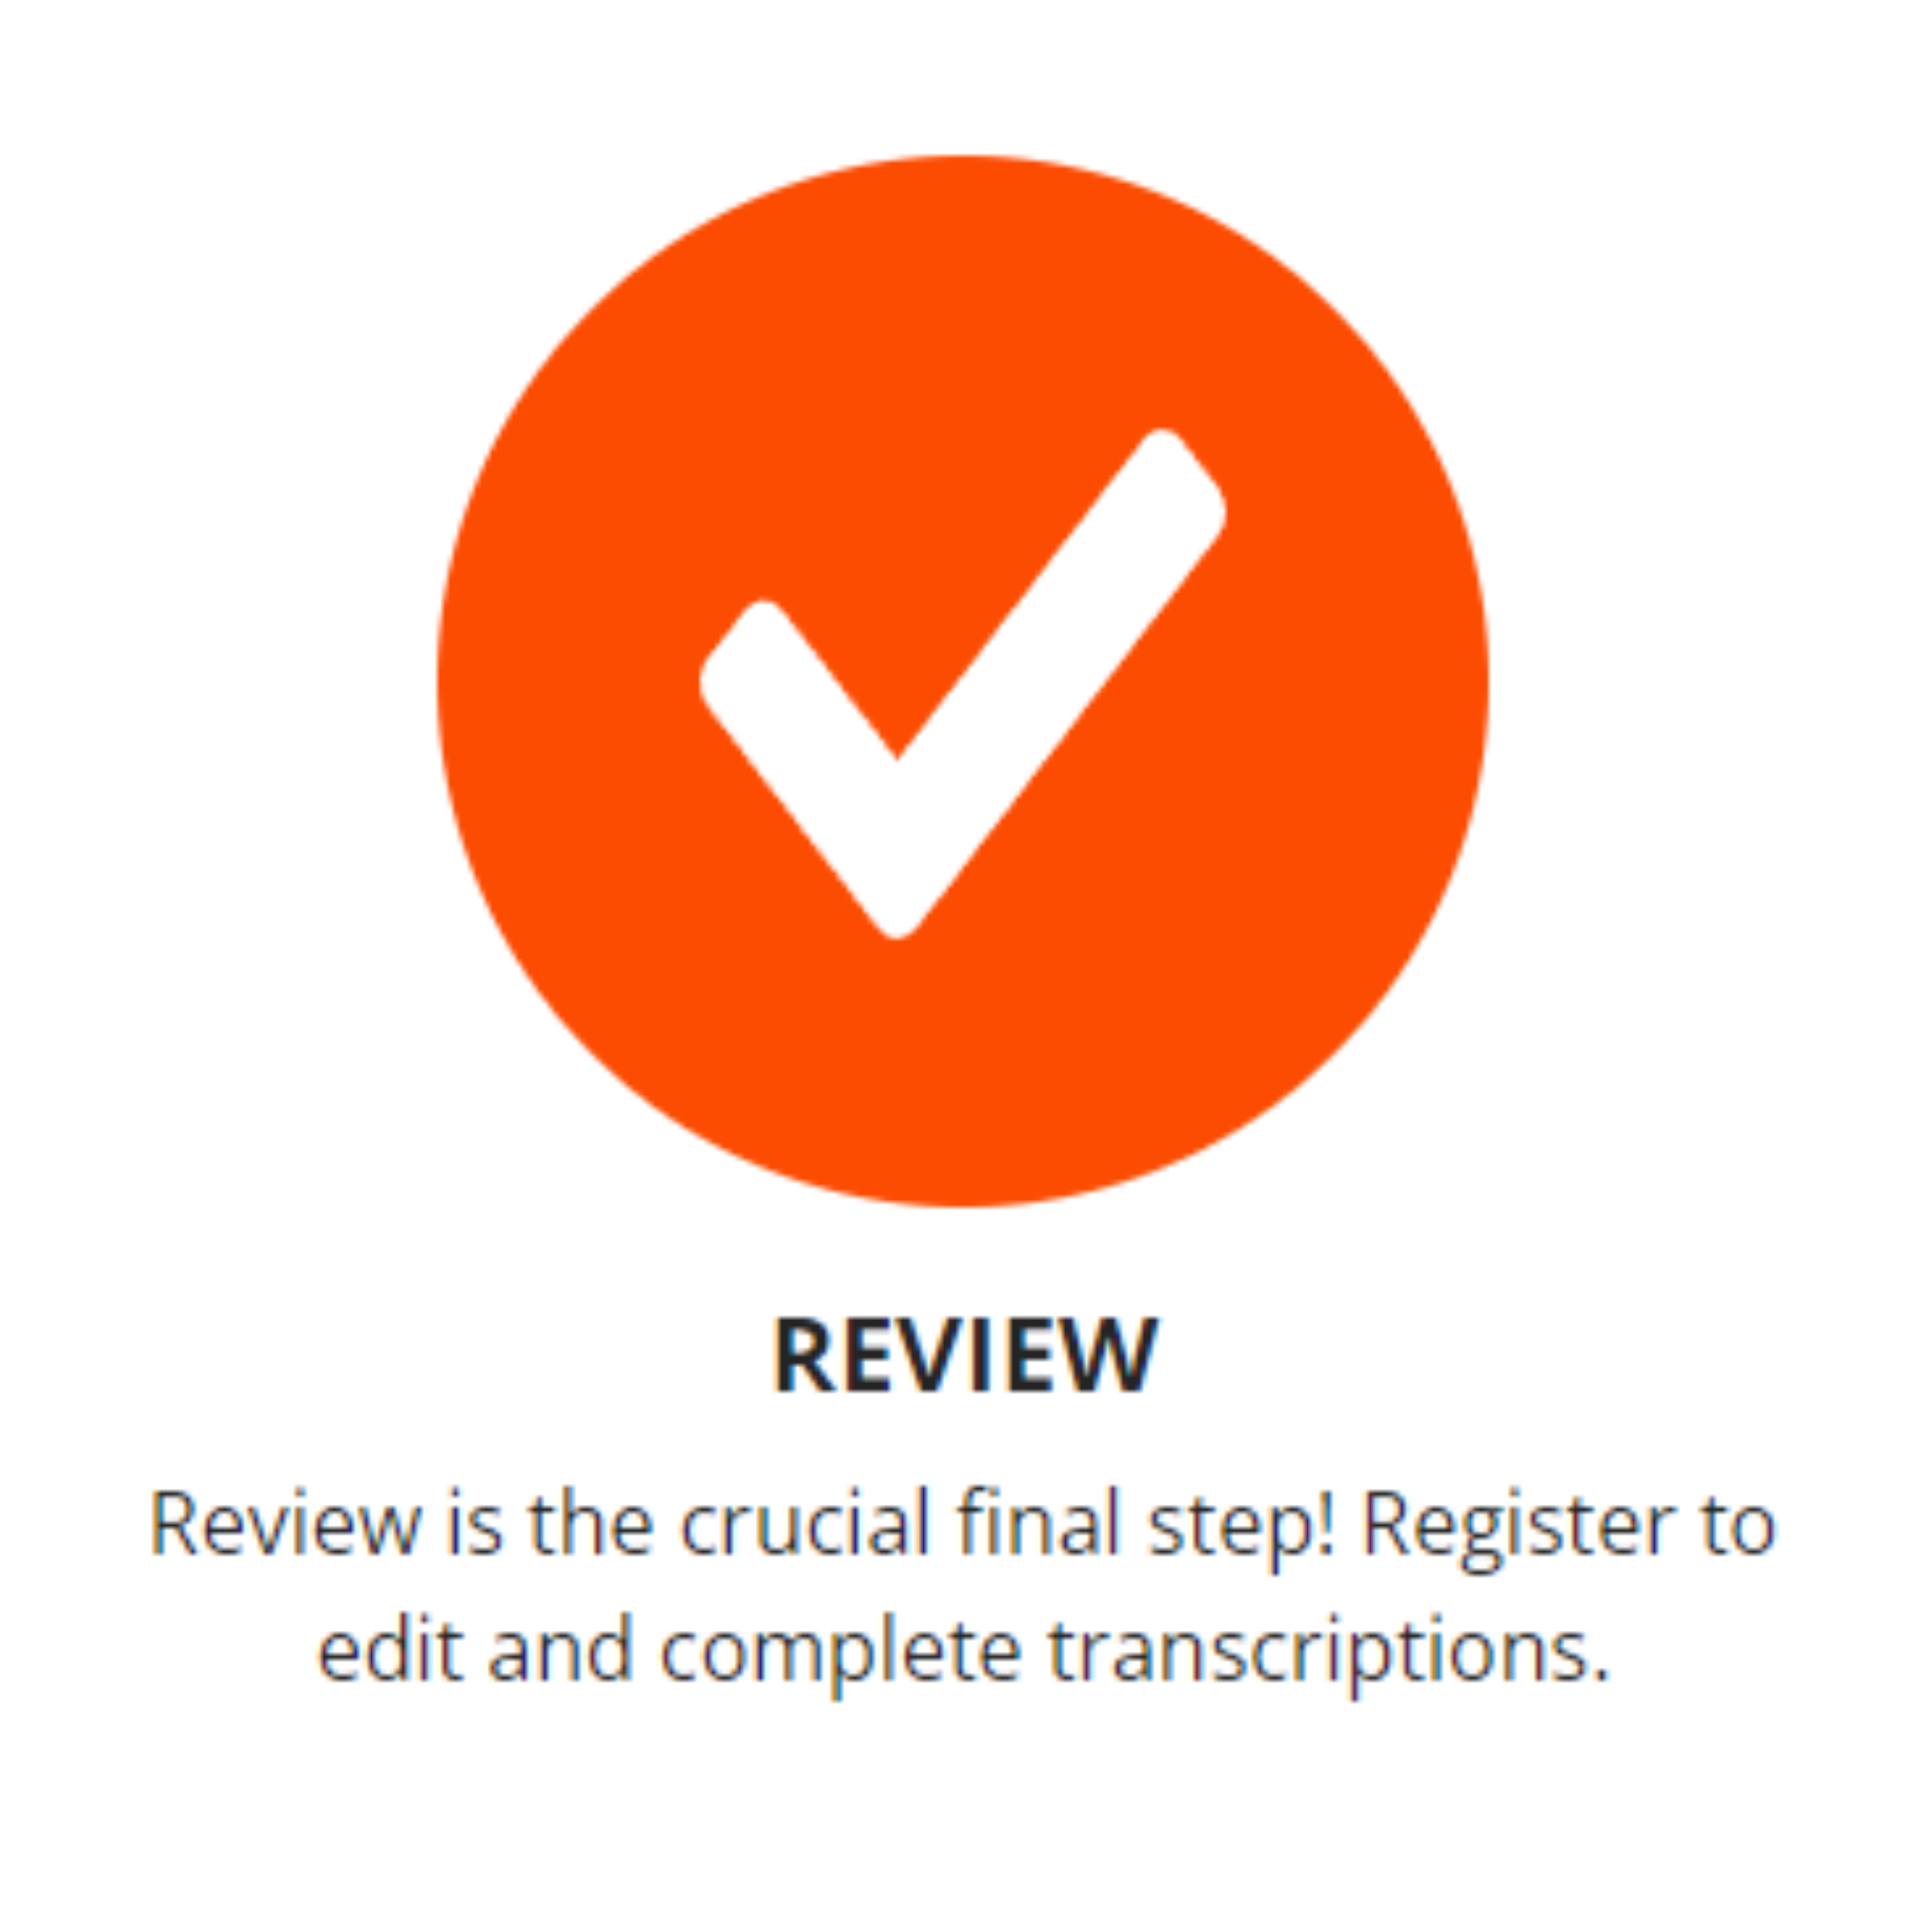 REVIEW
Review is the crucial final step! Register to
edit and complete transcriptions.